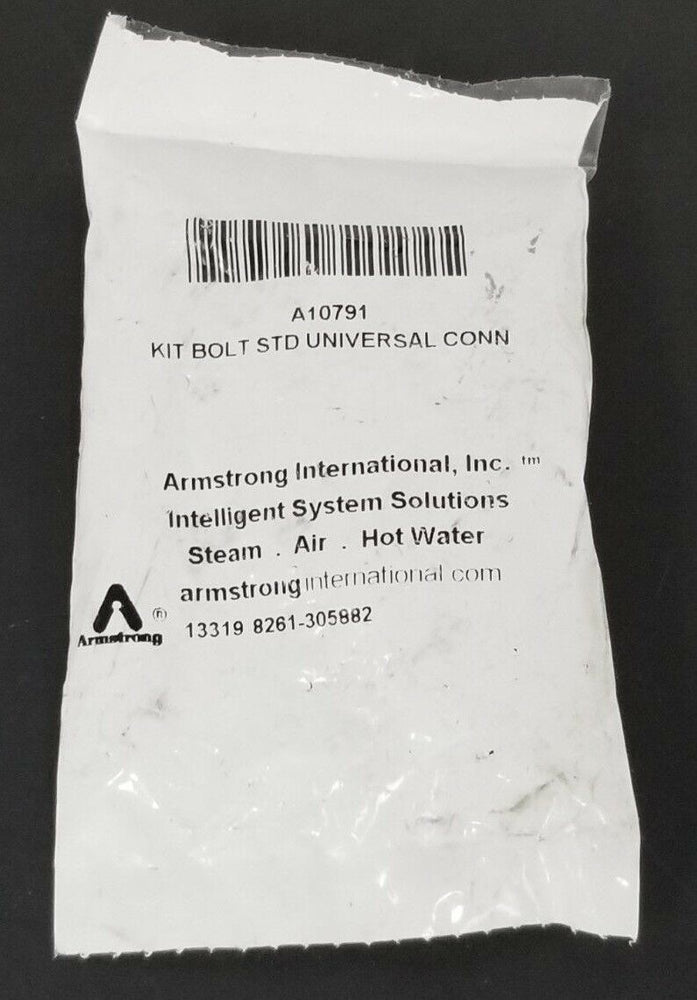 A10791
KIT BOLT STD UNIVERSAL CONN
Armstrong International, Inc. ™
Intelligent System Solutions
Steam . Air . Hot Water
armstronginternational.com
Armstrong ®
13319 8261-305882